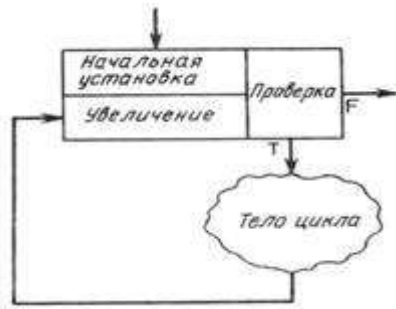 Начальная
установка
Проверка
F
Увеличение
T
Тело цикла